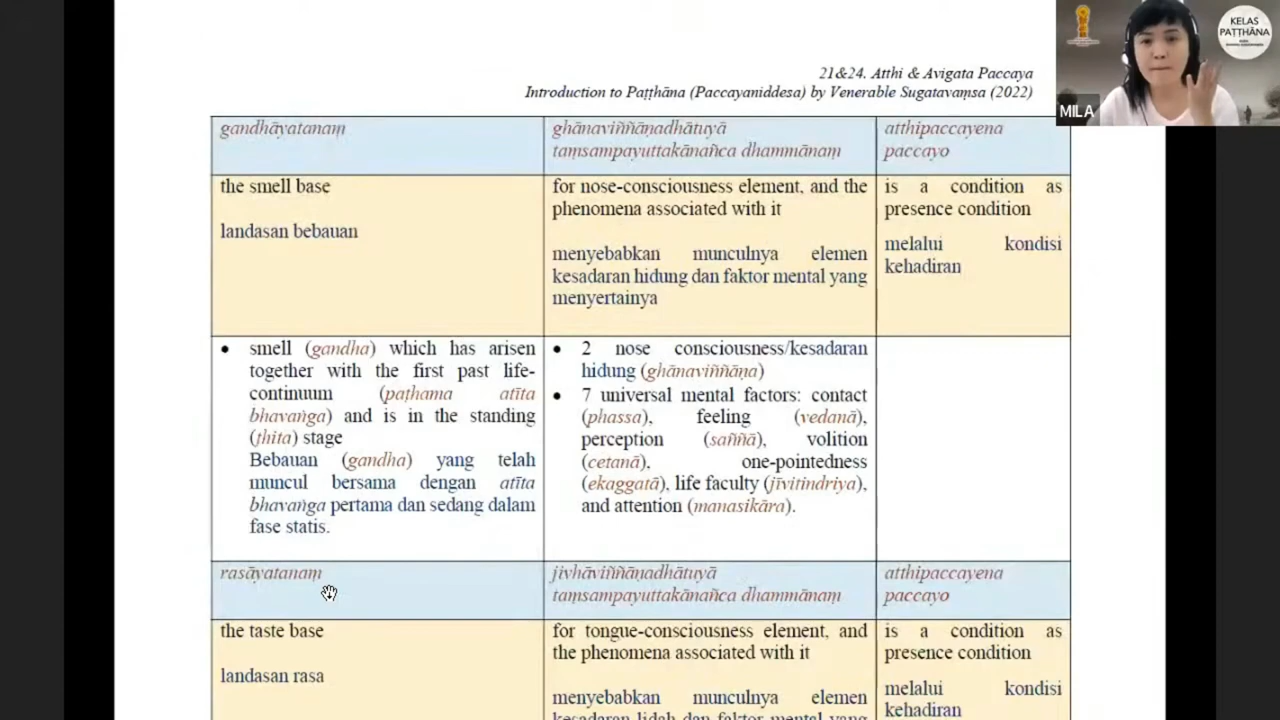 21&24. Atthi & Avigata Paccaya
Introduction to Paṭṭhāna (Paccayaniddesa) by Venerable Sugatavaṃsa (2022)
KELAS
PAṬṬHĀNA
MILA
gandhāyatanaṃ
ghānaviññāṇadhātuyā
taṃsampayuttakānañca dhammānaṃ
atthipaccayena
paccayo
the smell base
landasan bebauan
for nose-consciousness element, and the
phenomena associated with it
menyebabkan munculnya elemen
kesadaran hidung dan faktor mental yang
menyertainya
is a condition as
presence condition
melalui kondisi
kehadiran
• smell (gandha) which has arisen
together with the first past life-
continuum (paṭhama atīta
bhavaṅga) and is in the standing
(ṭhita) stage
Bebauan (gandha) yang telah
muncul bersama dengan atīta
bhavaṅga pertama dan sedang dalam
fase statis.
• 2 nose consciousness/kesadaran
hidung (ghānaviññāṇa)
• 7 universal mental factors: contact
(phassa), feeling (vedanā),
perception (saññā), volition
(cetanā), one-pointedness
(ekaggatā), life faculty (jīvitindriya),
and attention (manasikāra).
rasāyatanaṃ
jivhāviññāṇadhātuyā
taṃsampayuttakānañca dhammānaṃ
atthipaccayena
paccayo
the taste base
landasan rasa
for tongue-consciousness element, and
the phenomena associated with it
menyebabkan munculnya elemen
kesadaran lidah dan faktor mental yang
is a condition as
presence condition
melalui kondisi
kehadiran